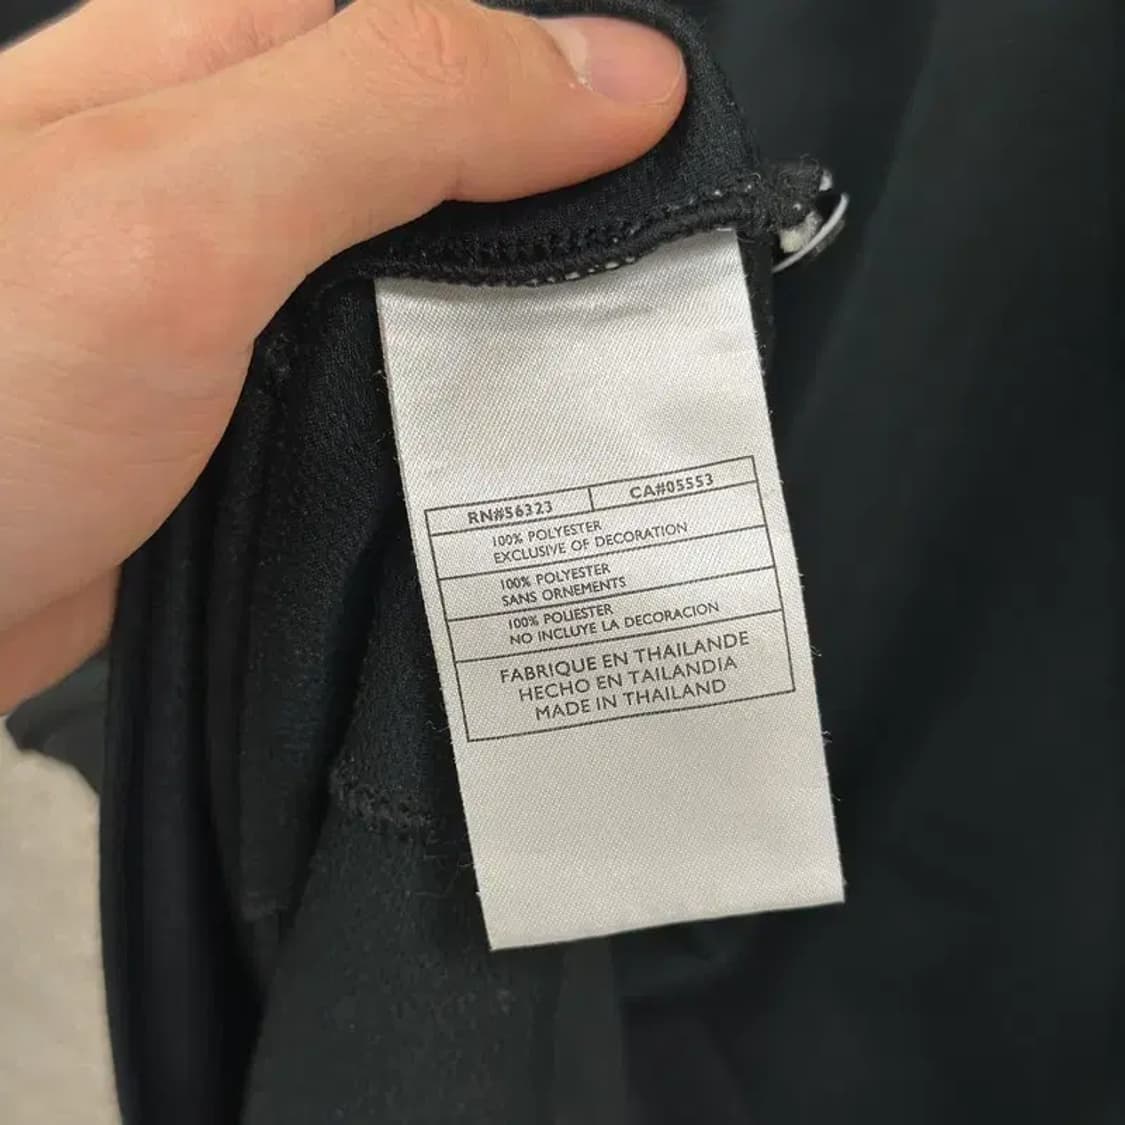 RN#56323 CA#05553
100% POLYESTER
EXCLUSIVE OF DECORATION
100% POLYESTER
SANS ORNEMENTS
100% POLIESTER
NO INCLUYE LA DECORACION
FABRIQUE EN THAILANDE
HECHO EN TAILANDIA
MADE IN THAILAND